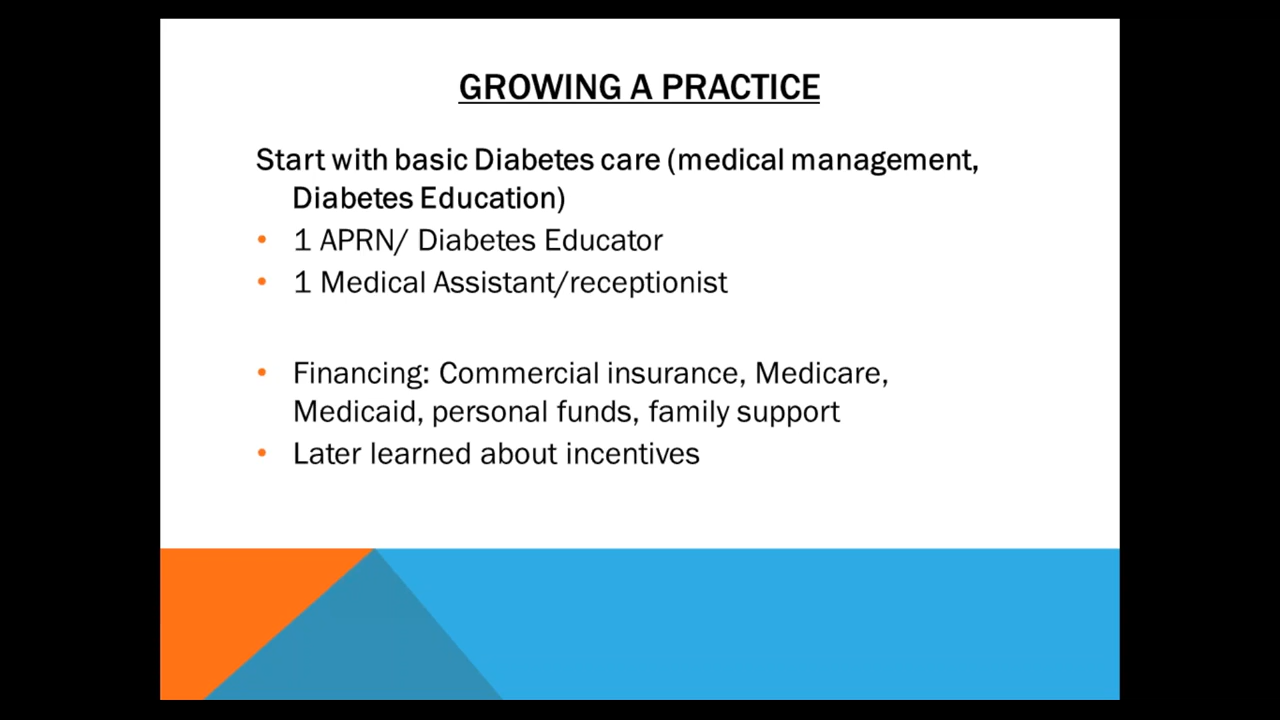 GROWING A PRACTICE
Start with basic Diabetes care (medical management,
Diabetes Education)
• 1 APRN/ Diabetes Educator
• 1 Medical Assistant/receptionist
• Financing: Commercial insurance, Medicare,
Medicaid, personal funds, family support
• Later learned about incentives